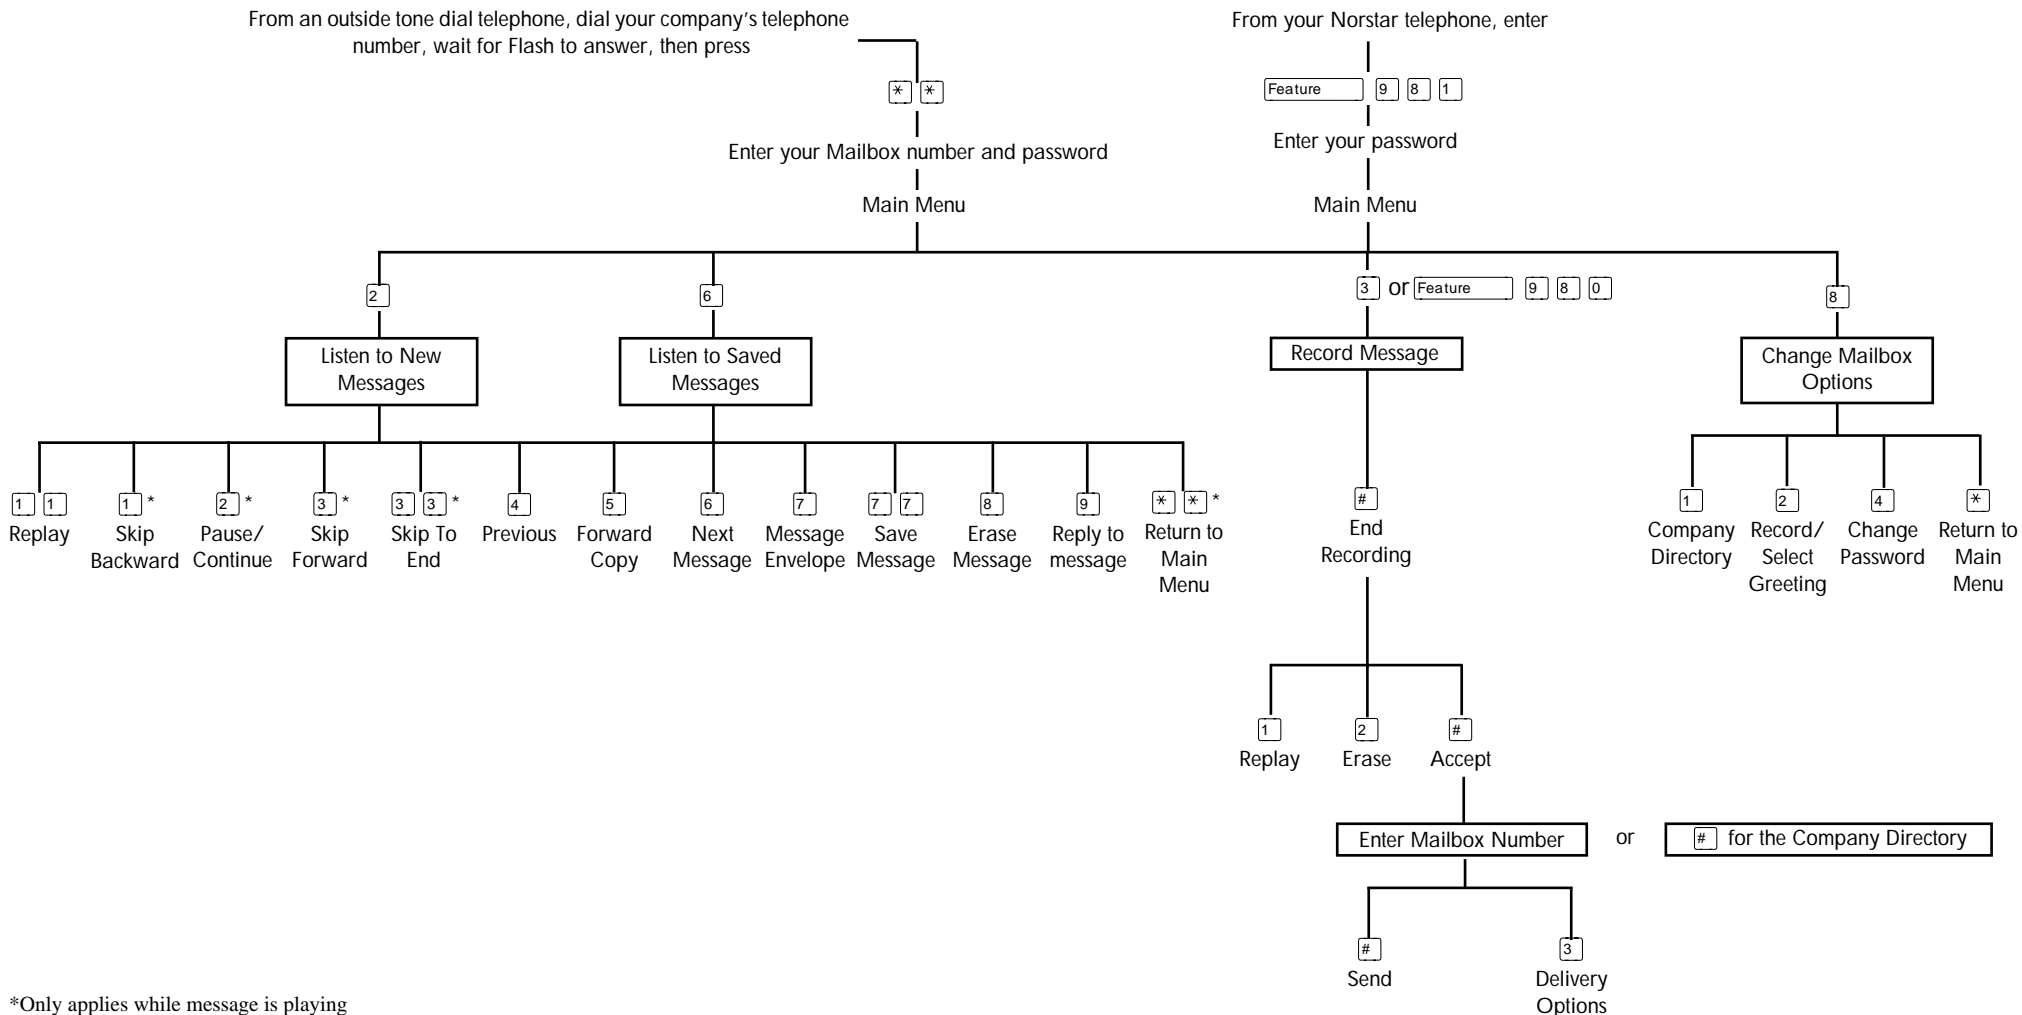 From an outside tone dial telephone, dial your company's telephone
number, wait for Flash to answer, then press
* *
Enter your Mailbox number and password
Main Menu
From your Norstar telephone, enter
Feature 9 8 1
Enter your password
Main Menu
2
Listen to New
Messages
6
Listen to Saved
Messages
3 or Feature 9 8 0
Record Message
8
Change Mailbox
Options
1 1
Replay
1 *
Skip
Backward
2 *
Pause/
Continue
3 *
Skip
Forward
3 3 *
Skip To
End
4
Previous
5
Forward
Copy
6
Next
Message
7
Message
Envelope
7 7
Save
Message
8
Erase
Message
9
Reply to
message
* * *
Return to
Main
Menu
#
End
Recording
1
Company
Directory
2
Record/
Select
Greeting
4
Change
Password
*
Return to
Main
Menu
1
Replay
2
Erase
#
Accept
Enter Mailbox Number or # for the Company Directory
#
Send
3
Delivery
Options
*Only applies while message is playing